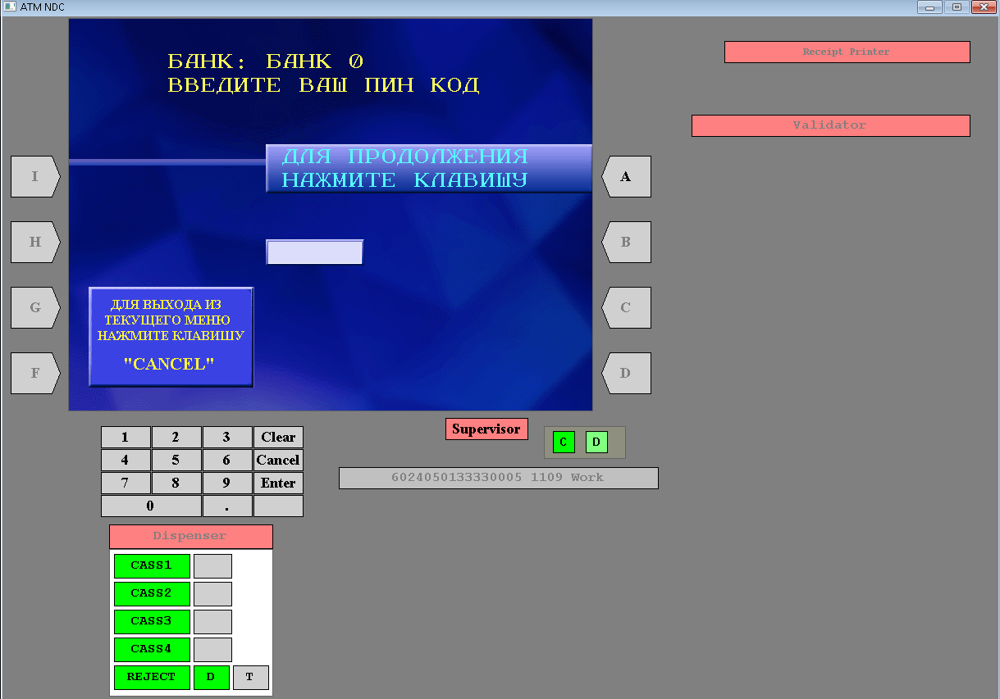 ATM NDC
БАНК: БАНК 0
ВВЕДИТЕ ВАШ ПИН КОД
ДЛЯ ПРОДОЛЖЕНИЯ
НАЖМИТЕ КЛАВИШУ
ДЛЯ ВЫХОДА ИЗ
ТЕКУЩЕГО МЕНЮ
НАЖМИТЕ КЛАВИШУ
"CANCEL"
I
H
G
F
A
B
C
D
Receipt Printer
Validator
1 2 3 Clear
4 5 6 Cancel
7 8 9 Enter
0 .
Supervisor
C D
6024050133330005 1109 Work
Dispenser
CASS1
CASS2
CASS3
CASS4
REJECT D T